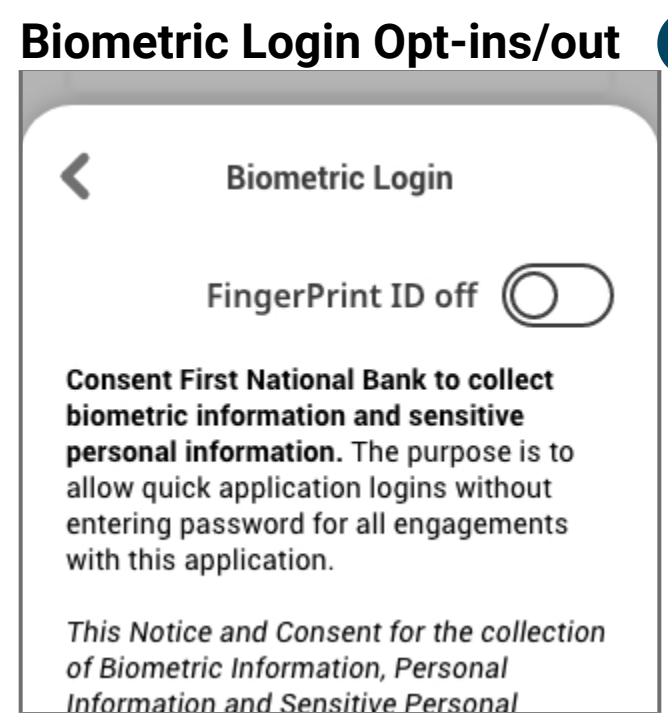 Biometric Login Opt-ins/out
Biometric Login
FingerPrint ID off
Consent First National Bank to collect
biometric information and sensitive
personal information. The purpose is to
allow quick application logins without
entering password for all engagements
with this application.
This Notice and Consent for the collection
of Biometric Information, Personal
Information and Sensitive Personal